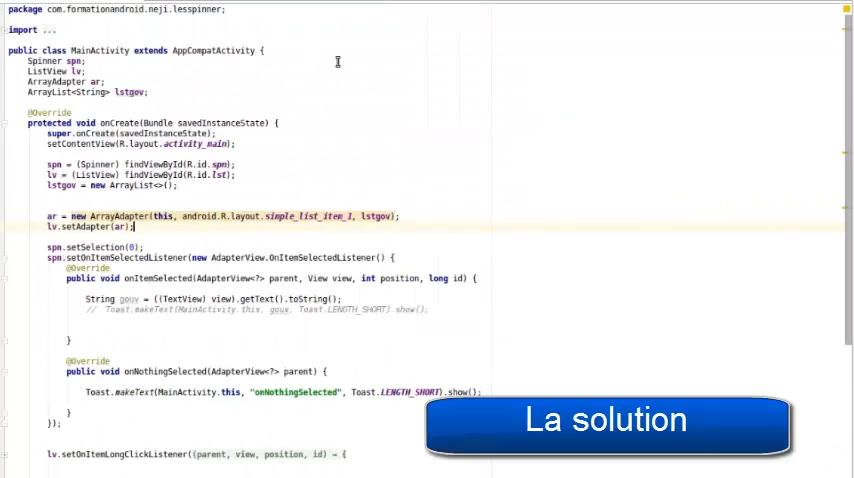 package com.formationandroid.neji.lesspinner;
import ...
public class MainActivity extends AppCompatActivity {
Spinner spn;
ListView lv;
ArrayAdapter ar;
ArrayList<String> lstgov;
@Override
protected void onCreate(Bundle savedInstanceState) {
super.onCreate(savedInstanceState);
setContentView(R.layout.activity_main);
spn = (Spinner) findViewById(R.id.spn);
lv = (ListView) findViewById(R.id.lst);
lstgov = new ArrayList<>();
ar = new ArrayAdapter(this, android.R.layout.simple_list_item_1, lstgov);
lv.setAdapter(ar);
spn.setSelection(0);
spn.setOnItemSelectedListener(new AdapterView.OnItemSelectedListener() {
@Override
public void onItemSelected(AdapterView<?> parent, View view, int position, long id) {
String gouv = ((TextView) view).getText().toString();
// Toast.makeText(MainActivity.this, gouv, Toast.LENGTH_SHORT).show();
}
@Override
public void onNothingSelected(AdapterView<?> parent) {
Toast.makeText(MainActivity.this, "onNothingSelected", Toast.LENGTH_SHORT).show();
}
});
La solution
lv.setOnItemLongClickListener((parent, view, position, id) → {